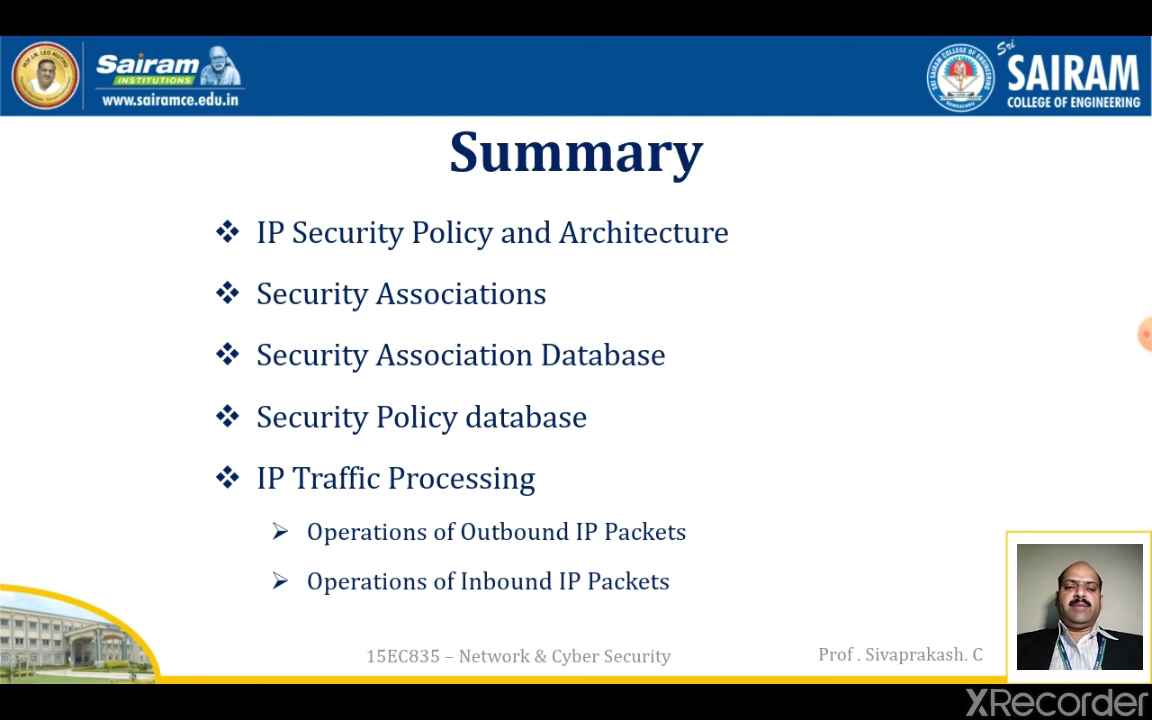 Sairam
INSTITUTIONS
www.sairamce.edu.in
Sri
SAIRAM
COLLEGE OF ENGINEERING
Summary
❖ IP Security Policy and Architecture
❖ Security Associations
❖ Security Association Database
❖ Security Policy database
❖ IP Traffic Processing
➢ Operations of Outbound IP Packets
➢ Operations of Inbound IP Packets
15EC835 – Network & Cyber Security
Prof . Sivaprakash. C
XRecorder